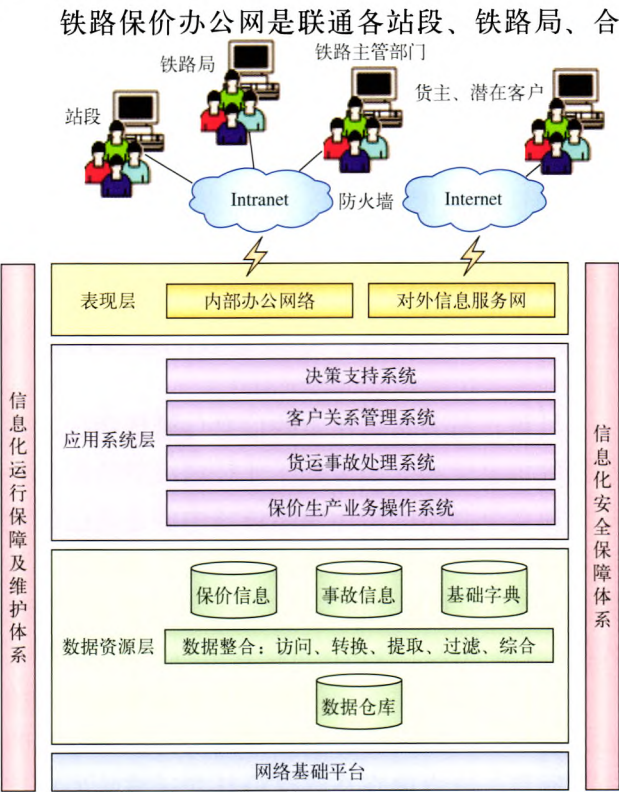 铁路保价办公网是联通各站段、铁路局、合
铁路局
铁路主管部门
站段
货主、潜在客户
Intranet
防火墙
Internet
表现层
内部办公网络
对外信息服务网
信息化运行保障及维护体系
应用系统层
决策支持系统
客户关系管理系统
货运事故处理系统
保价生产业务操作系统
信息化安全保障体系
数据资源层
保价信息
事故信息
基础字典
数据整合：访问、转换、提取、过滤、综合
数据仓库
网络基础平台